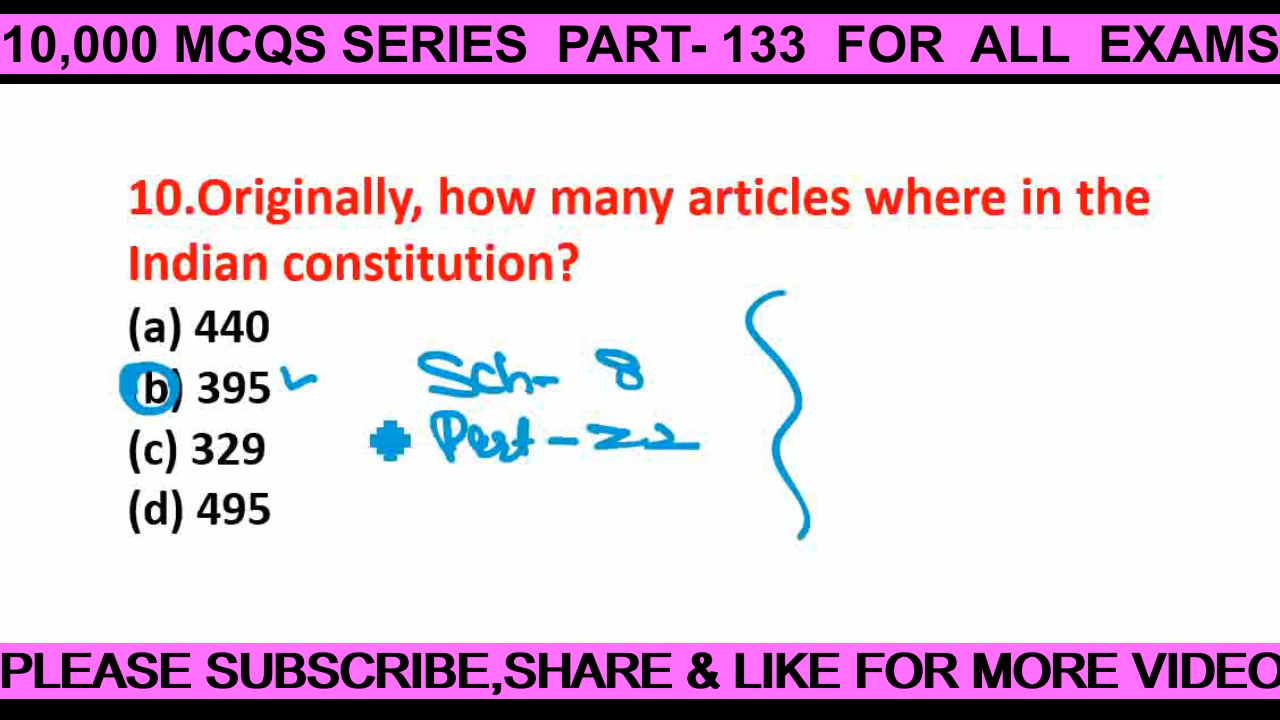 10,000 MCQS SERIES PART- 133 FOR ALL EXAMS
10.Originally, how many articles where in the
Indian constitution?
(a) 440
(b) 395
Sch- 8
Part - 22
(c) 329
(d) 495
PLEASE SUBSCRIBE,SHARE & LIKE FOR MORE VIDEO